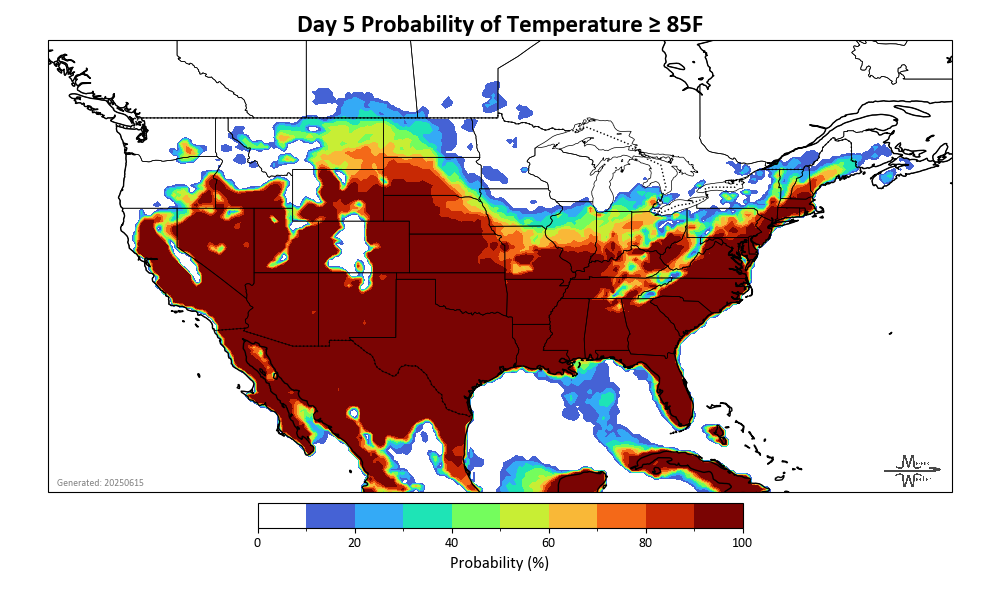 Day 5 Probability of Temperature ≥ 85F
Generated: 20250615
0 20 40 60 80 100
Probability (%)